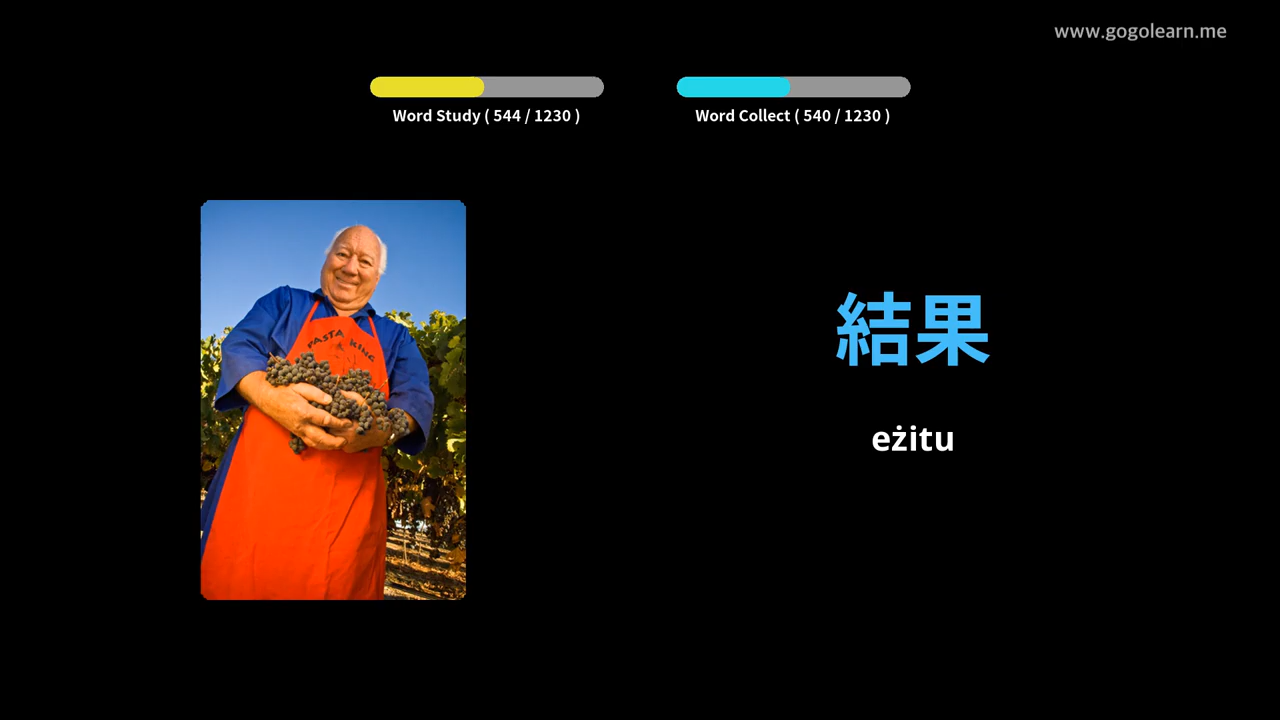 www.gogolearn.me
Word Study ( 544 / 1230 )
Word Collect ( 540 / 1230 )
PASTA KING
結果
eżitu